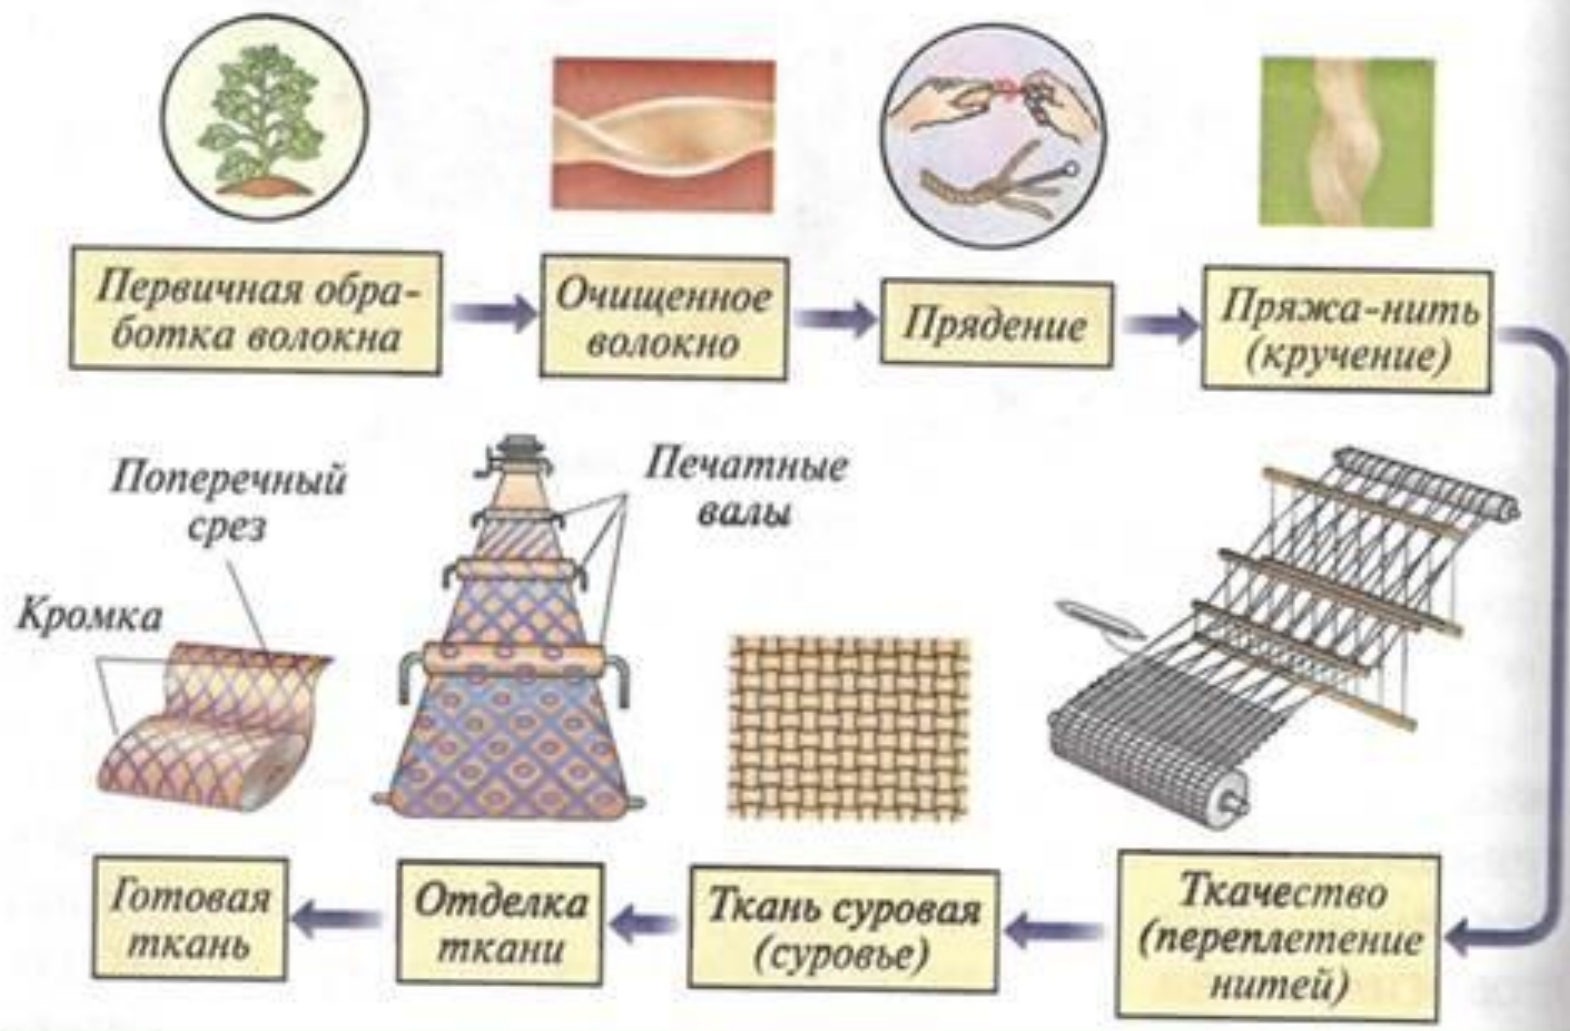 Первичная обра-
ботка волокна
Очищенное
волокно
Прядение
Пряжа-нить
(кручение)
Поперечный
срез
Кромка
Печатные
валы
Готовая
ткань
Отделка
ткани
Ткань суровая
(суровье)
Ткачество
(переплетение
нитей)